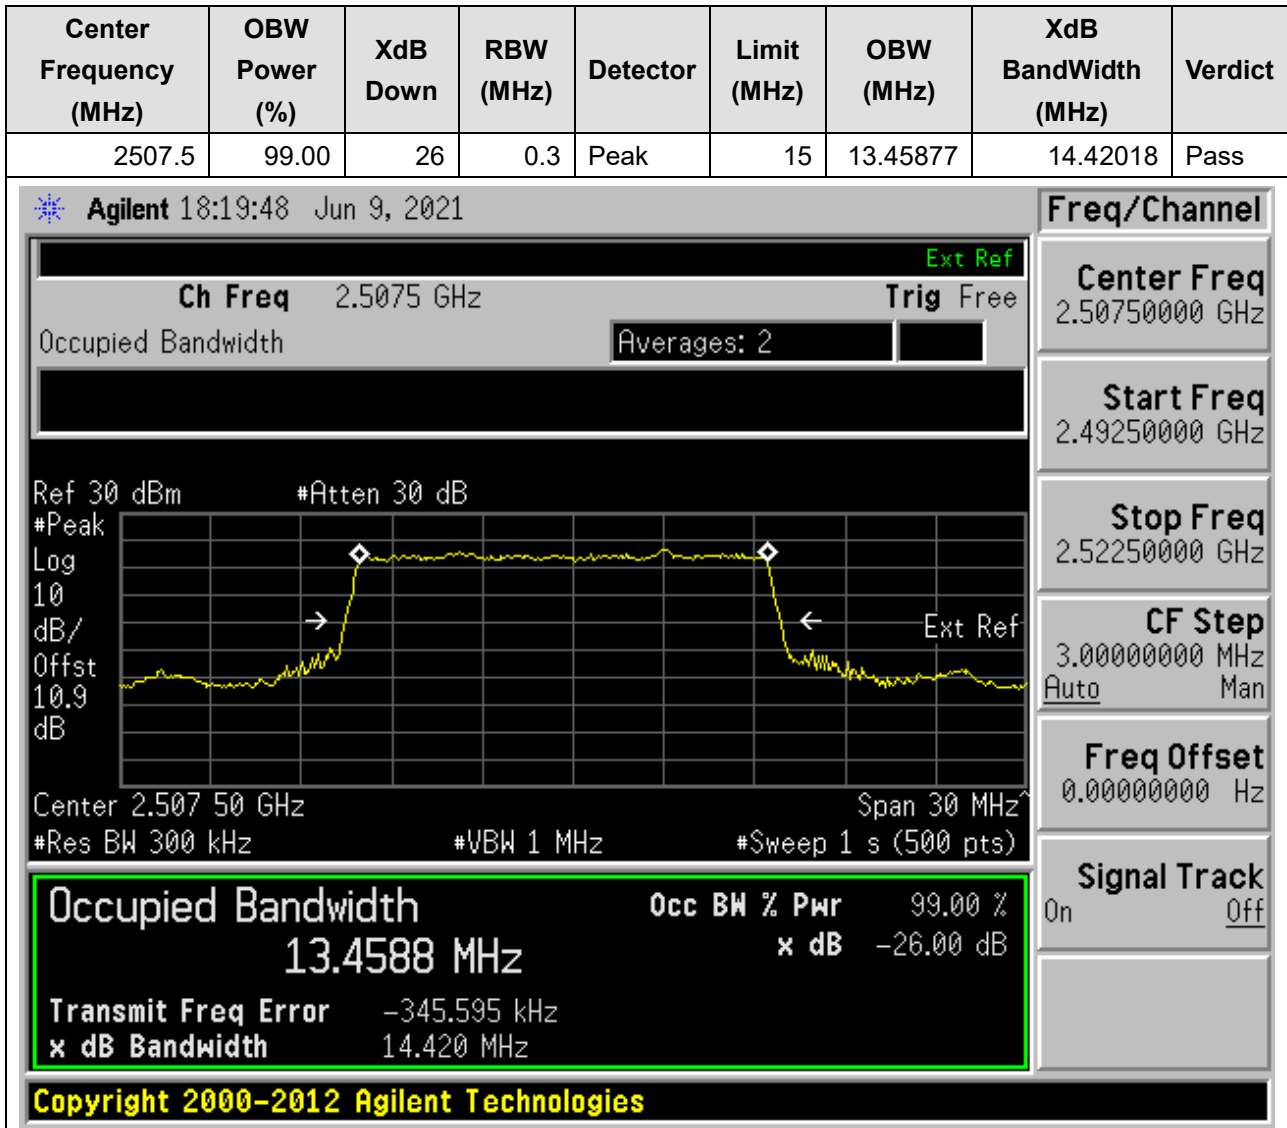 Center Frequency (MHz) OBW Power (%) XdB Down RBW (MHz) Detector Limit (MHz) OBW (MHz) XdB BandWidth (MHz) Verdict
2507.5 99.00 26 0.3 Peak 15 13.45877 14.42018 Pass
Agilent 18:19:48 Jun 9, 2021
Freq/Channel
Ext Ref
Ch Freq 2.5075 GHz Trig Free
Occupied Bandwidth Averages: 2
Center Freq
2.50750000 GHz
Start Freq
2.49250000 GHz
Stop Freq
2.52250000 GHz
CF Step
3.00000000 MHz
Auto Man
Freq Offset
0.00000000 Hz
Signal Track
On Off
Ref 30 dBm #Atten 30 dB
#Peak
Log
10
dB/
Offst
10.9
dB
Ext Ref
Center 2.507 50 GHz Span 30 MHz^
#Res BW 300 kHz #VBW 1 MHz #Sweep 1 s (500 pts)
Occupied Bandwidth Occ BW % Pwr 99.00 %
13.4588 MHz x dB -26.00 dB
Transmit Freq Error -345.595 kHz
x dB Bandwidth 14.420 MHz
Copyright 2000-2012 Agilent Technologies